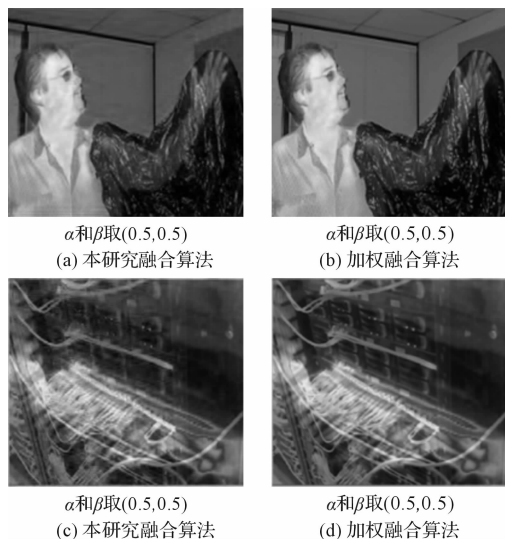 α和β取(0.5,0.5)
α和β取(0.5,0.5)
(a) 本研究融合算法
(b) 加权融合算法
α和β取(0.5,0.5)
α和β取(0.5,0.5)
(c) 本研究融合算法
(d) 加权融合算法